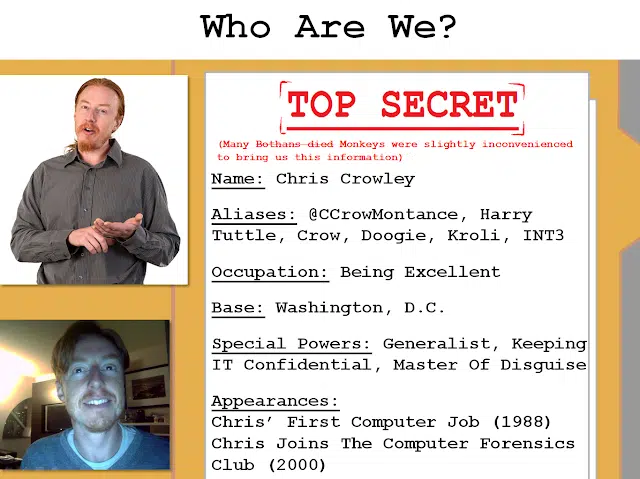 Who Are We?
TOP SECRET
(Many Bothans died Monkeys were slightly inconvenienced
to bring us this information)
Name: Chris Crowley
Aliases: @CCrowMontance, Harry
Tuttle, Crow, Doogie, Kroli, INT3
Occupation: Being Excellent
Base: Washington, D.C.
Special Powers: Generalist, Keeping
IT Confidential, Master Of Disguise
Appearances:
Chris’ First Computer Job (1988)
Chris Joins The Computer Forensics
Club (2000)